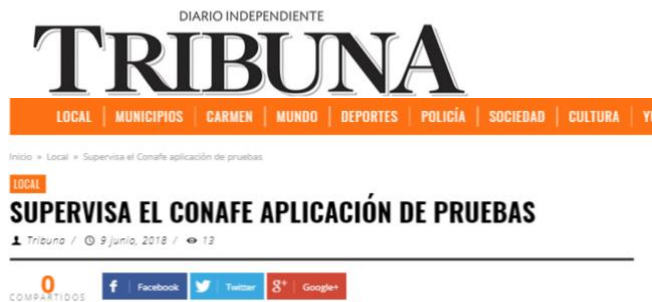 DIARIO INDEPENDIENTE
TRIBUNA
LOCAL MUNICIPIOS CARMEN MUNDO DEPORTES POLICÍA SOCIEDAD CULTURA
Inicio » Local » Supervisa el Conafe aplicación de pruebas
LOCAL
SUPERVISA EL CONAFE APLICACIÓN DE PRUEBAS
Tribuna / 9 junio, 2018 / 13
0
COMPARTIDOS
Facebook Twitter Google+